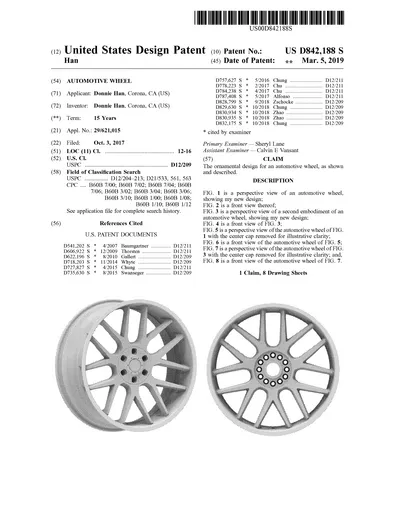 US00D842188S
(12) United States Design Patent
Han
(10) Patent No.: US D842,188 S
(45) Date of Patent: ** Mar. 5, 2019
(54) AUTOMOTIVE WHEEL
(71) Applicant: Donnie Han, Corona, CA (US)
(72) Inventor: Donnie Han, Corona, CA (US)
(**) Term: 15 Years
(21) Appl. No.: 29/621,015
(22) Filed: Oct. 3, 2017
(51) LOC (11) Cl. 12-16
(52) U.S. Cl.
USPC D12/209
(58) Field of Classification Search
USPC D12/204-213, D21/533, 561, 563
CPC B60B 7/00; B60B 7/02; B60B 7/04; B60B
7/06; B60B 3/02; B60B 3/04; B60B 3/06;
B60B 3/10; B60B 1/00; B60B 1/06;
B60B 1/08; B60B 1/10; B60B 1/12
See application file for complete search history.
(56) References Cited
U.S. PATENT DOCUMENTS
D541,202 S * 4/2007 Baumgartner D12/211
D606,922 S * 12/2009 Thorsten D12/211
D622,196 S * 8/2010 Gallert D12/209
D718,203 S * 11/2014 Whyte D12/209
D727,827 S * 4/2015 Chung D12/211
D735,630 S * 8/2015 Swanseger D12/209
D757,627 S * 5/2016 Chung D12/211
D778,223 S * 2/2017 Chu D12/211
D784,238 S * 4/2017 Chu D12/211
D787,408 S * 5/2017 Alfonso D12/211
D828,799 S * 9/2018 Zschocke D12/209
D829,630 S * 10/2018 Chung D12/211
D830,934 S * 10/2018 Zhao D12/209
D830,935 S * 10/2018 Zhao D12/209
D832,175 S * 10/2018 Chung D12/211
* cited by examiner
Primary Examiner — Sheryl Lane
Assistant Examiner — Calvin E Vansant
(57) CLAIM
The ornamental design for an automotive wheel, as shown
and described.
DESCRIPTION
FIG. 1 is a perspective view of an automotive wheel,
showing my new design;
FIG. 2 is a front view thereof;
FIG. 3 is a perspective view of a second embodiment of an
automotive wheel, showing my new design;
FIG. 4 is a front view of FIG. 3;
FIG. 5 is a perspective view of the automotive wheel of FIG.
1 with the center cap removed for illustrative clarity;
FIG. 6 is a front view of the automotive wheel of FIG. 5;
FIG. 7 is a perspective view of the automotive wheel of FIG.
3 with the center cap removed for illustrative clarity; and,
FIG. 8 is a front view of the automotive wheel of FIG. 7.
1 Claim, 8 Drawing Sheets